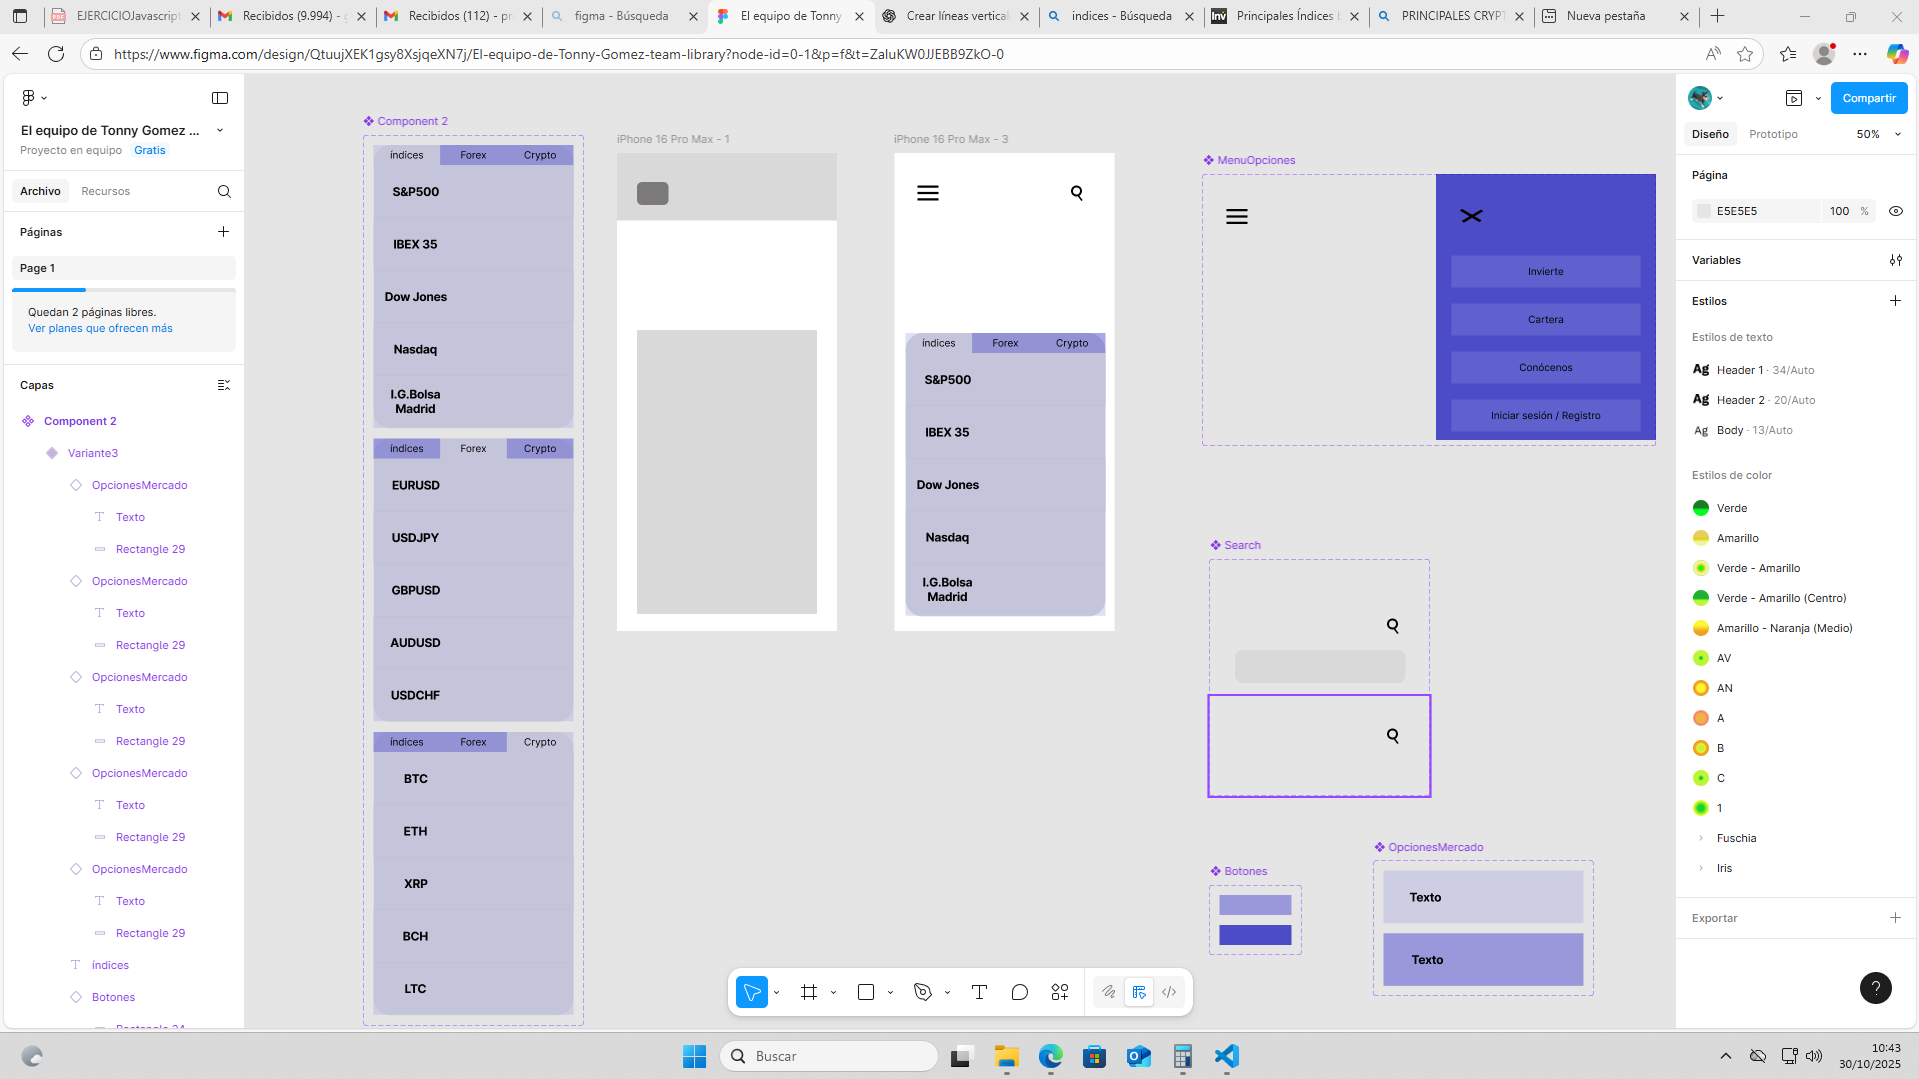 EJERCICIOJavascript
Recibidos (9.994) - g
Recibidos (112) - pr
figma - Búsqueda
El equipo de Tonny
Crear líneas vertical
indices - Búsqueda
Principales Índices
PRINCIPALES CRYPT
Nueva pestaña
https://www.figma.com/design/QtuujXEK1gsy8XsjqeXN7j/El-equipo-de-Tonny-Gomez-team-library?node-id=0-1&p=f&t=ZaluKW0JJEBB9ZkO-0
El equipo de Tonny Gomez ...
Proyecto en equipo Gratis
Archivo Recursos
Páginas
Page 1
Quedan 2 páginas libres.
Ver planes que ofrecen más
Capas
Component 2
Variante3
OpcionesMercado
Texto
Rectangle 29
OpcionesMercado
Texto
Rectangle 29
OpcionesMercado
Texto
Rectangle 29
OpcionesMercado
Texto
Rectangle 29
OpcionesMercado
Texto
Rectangle 29
índices
Botones
Component 2
índices Forex Crypto
S&P500
IBEX 35
Dow Jones
Nasdaq
I.G.Bolsa
Madrid
índices Forex Crypto
EURUSD
USDJPY
GBPUSD
AUDUSD
USDCHF
índices Forex Crypto
BTC
ETH
XRP
BCH
LTC
iPhone 16 Pro Max - 1
iPhone 16 Pro Max - 3
índices Forex Crypto
S&P500
IBEX 35
Dow Jones
Nasdaq
I.G.Bolsa
Madrid
MenuOpciones
Invierte
Cartera
Conócenos
Iniciar sesión / Registro
Search
Botones
OpcionesMercado
Texto
Texto
Compartir
Diseño Prototipo 50%
Página
E5E5E5 100 %
Variables
Estilos
Estilos de texto
Ag Header 1 · 34/Auto
Ag Header 2 · 20/Auto
Ag Body · 13/Auto
Estilos de color
Verde
Amarillo
Verde - Amarillo
Verde - Amarillo (Centro)
Amarillo - Naranja (Medio)
AV
AN
A
B
C
1
Fuschia
Iris
Exportar
?
Buscar
10:43
30/10/2025